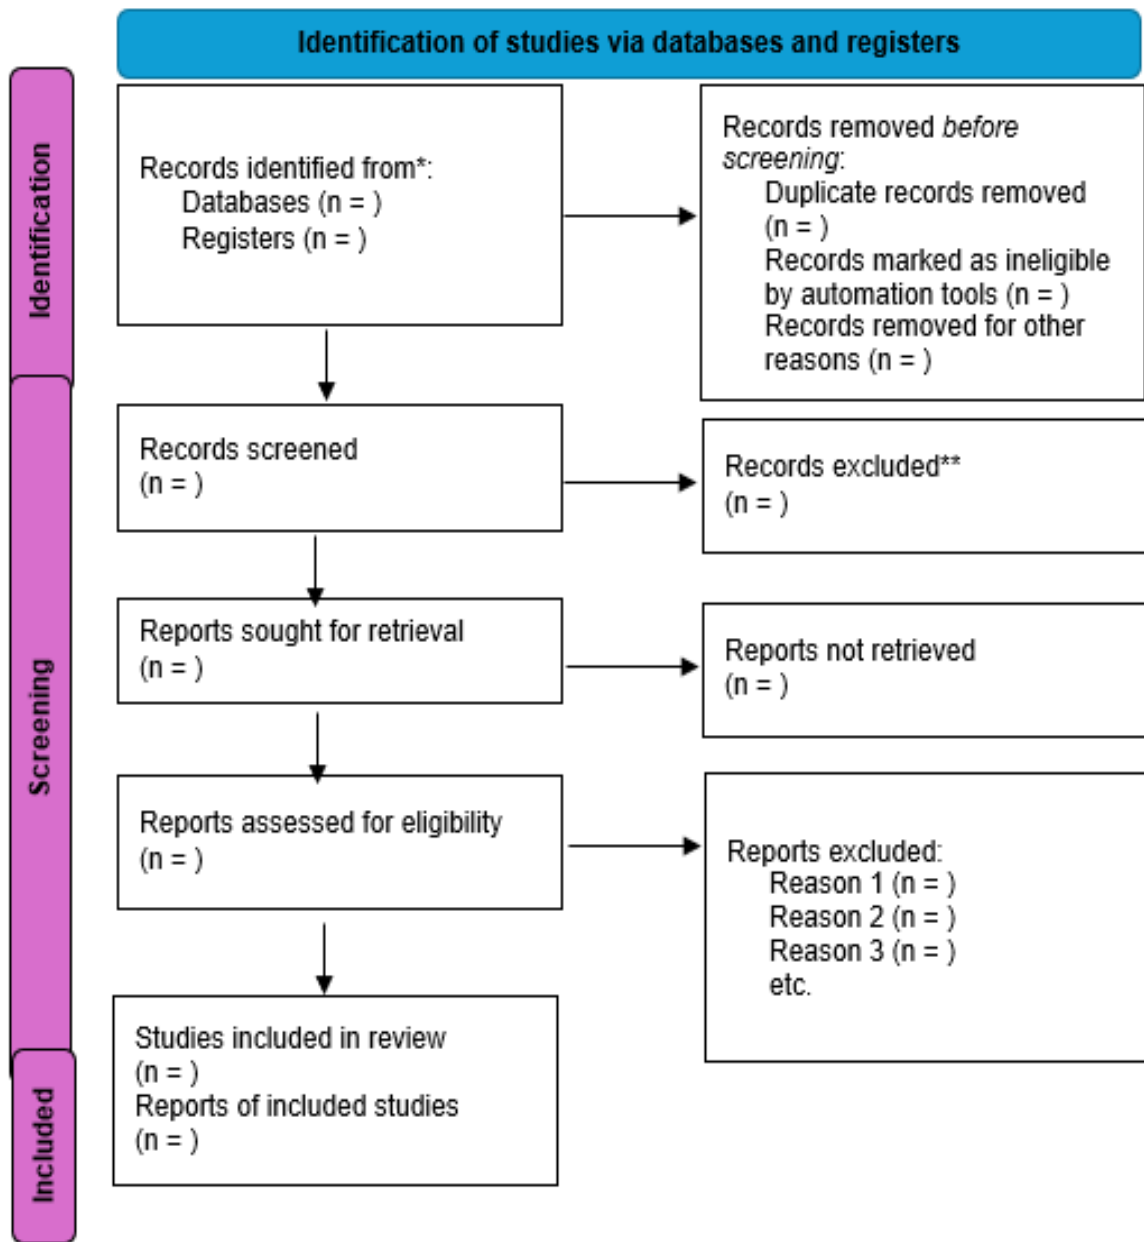 Identification of studies via databases and registers
Identification
Records identified from*:
Databases (n = )
Registers (n = )
Records removed before
screening:
Duplicate records removed
(n = )
Records marked as ineligible
by automation tools (n = )
Records removed for other
reasons (n = )
Screening
Records screened
(n = )
Records excluded**
(n = )
Reports sought for retrieval
(n = )
Reports not retrieved
(n = )
Reports assessed for eligibility
(n = )
Reports excluded:
Reason 1 (n = )
Reason 2 (n = )
Reason 3 (n = )
etc.
Included
Studies included in review
(n = )
Reports of included studies
(n = )